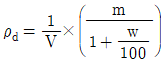 ρd = 1/V × (m / (1 + w/100))